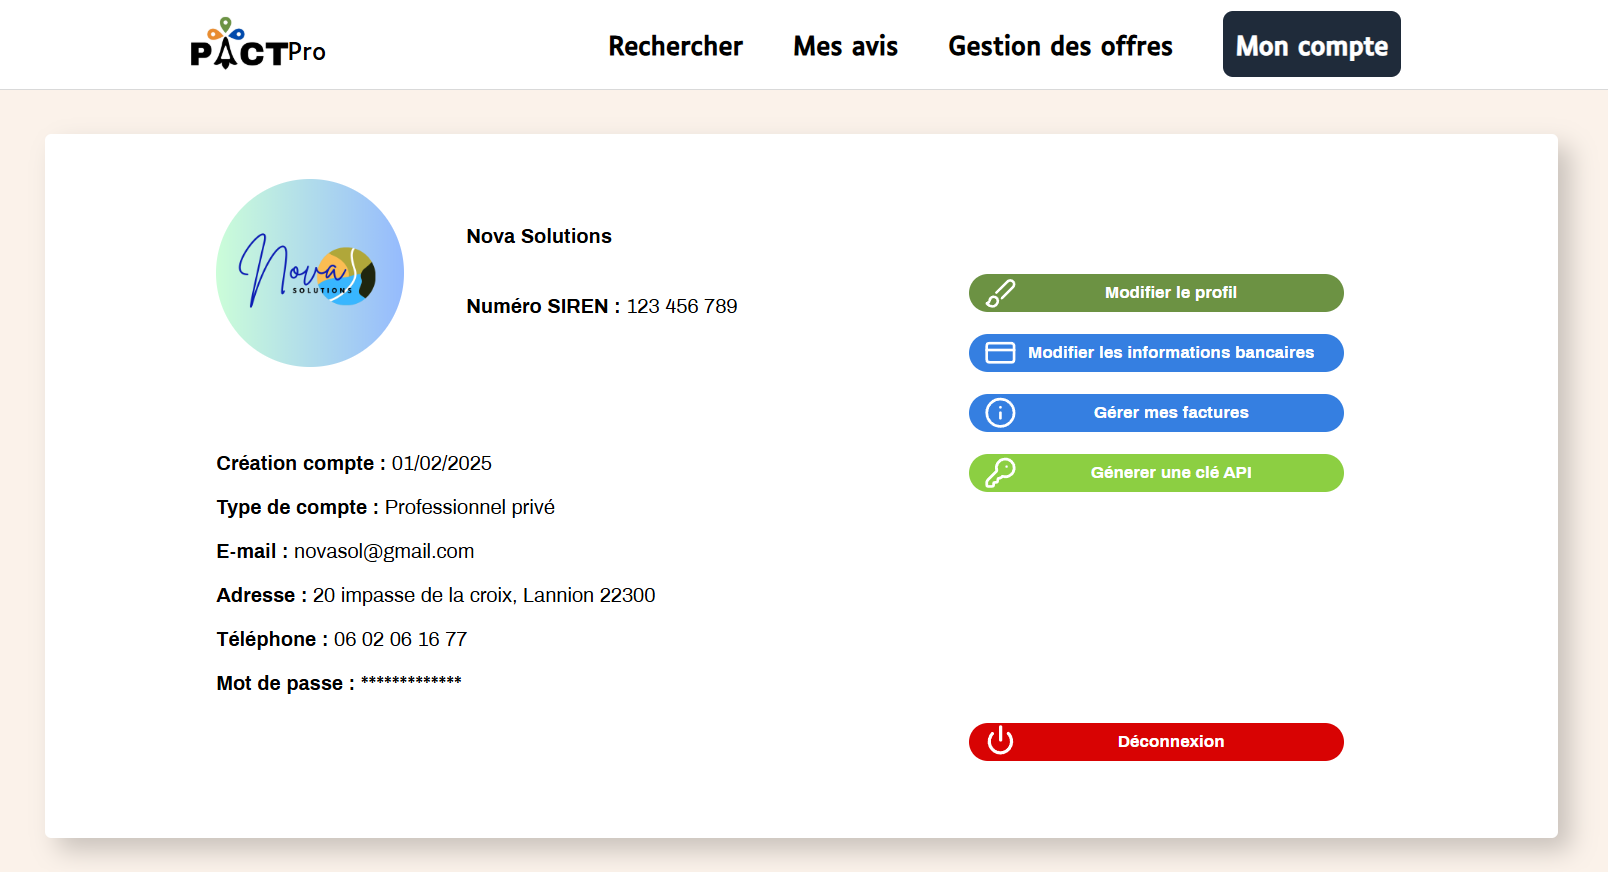 PACTPro
Rechercher
Mes avis
Gestion des offres
Mon compte
Nova
SOLUTIONS
Nova Solutions
Numéro SIREN : 123 456 789
Modifier le profil
Modifier les informations bancaires
Gérer mes factures
Génerer une clé API
Création compte : 01/02/2025
Type de compte : Professionnel privé
E-mail : novasol@gmail.com
Adresse : 20 impasse de la croix, Lannion 22300
Téléphone : 06 02 06 16 77
Mot de passe : *************
Déconnexion